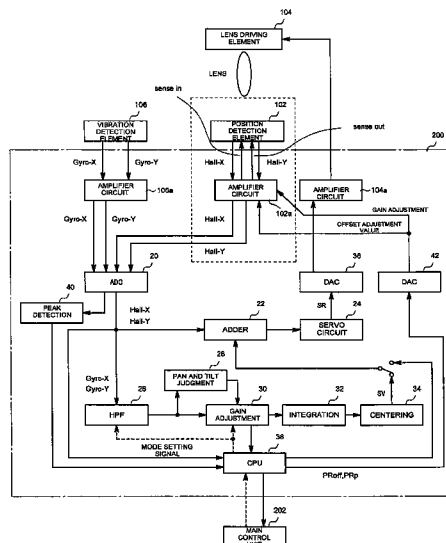 104
LENS DRIVING
ELEMENT
LENS
sense in
106
102
VIBRATION DETECTION
ELEMENT
POSITION
DETECTION
ELEMENT
sense out
200
Gyro-X
Gyro-Y
Hall-X
Hall-Y
AMPLIFIER
CIRCUIT
106a
AMPLIFIER
CIRCUIT
102a
AMPLIFIER
CIRCUIT
104a
Gyro-X
Gyro-Y
Hall-X
GAIN ADJUSTMENT
OFFSET ADJUSTMENT
VALUE
Hall-Y
20
36
42
40
ADC
DAC
DAC
PEAK
DETECTION
Hall-X
Hall-Y
22
SR
24
ADDER
SERVO
CIRCUIT
Gyro-X
Gyro-Y
PAN AND TILT
JUDGMENT
28
26
30
32
SV
34
HPF
GAIN
ADJUSTMENT
INTEGRATION
CENTERING
MODE SETTING
SIGNAL
38
CPU
PRoff,PRp
202
MAIN
CONTROL